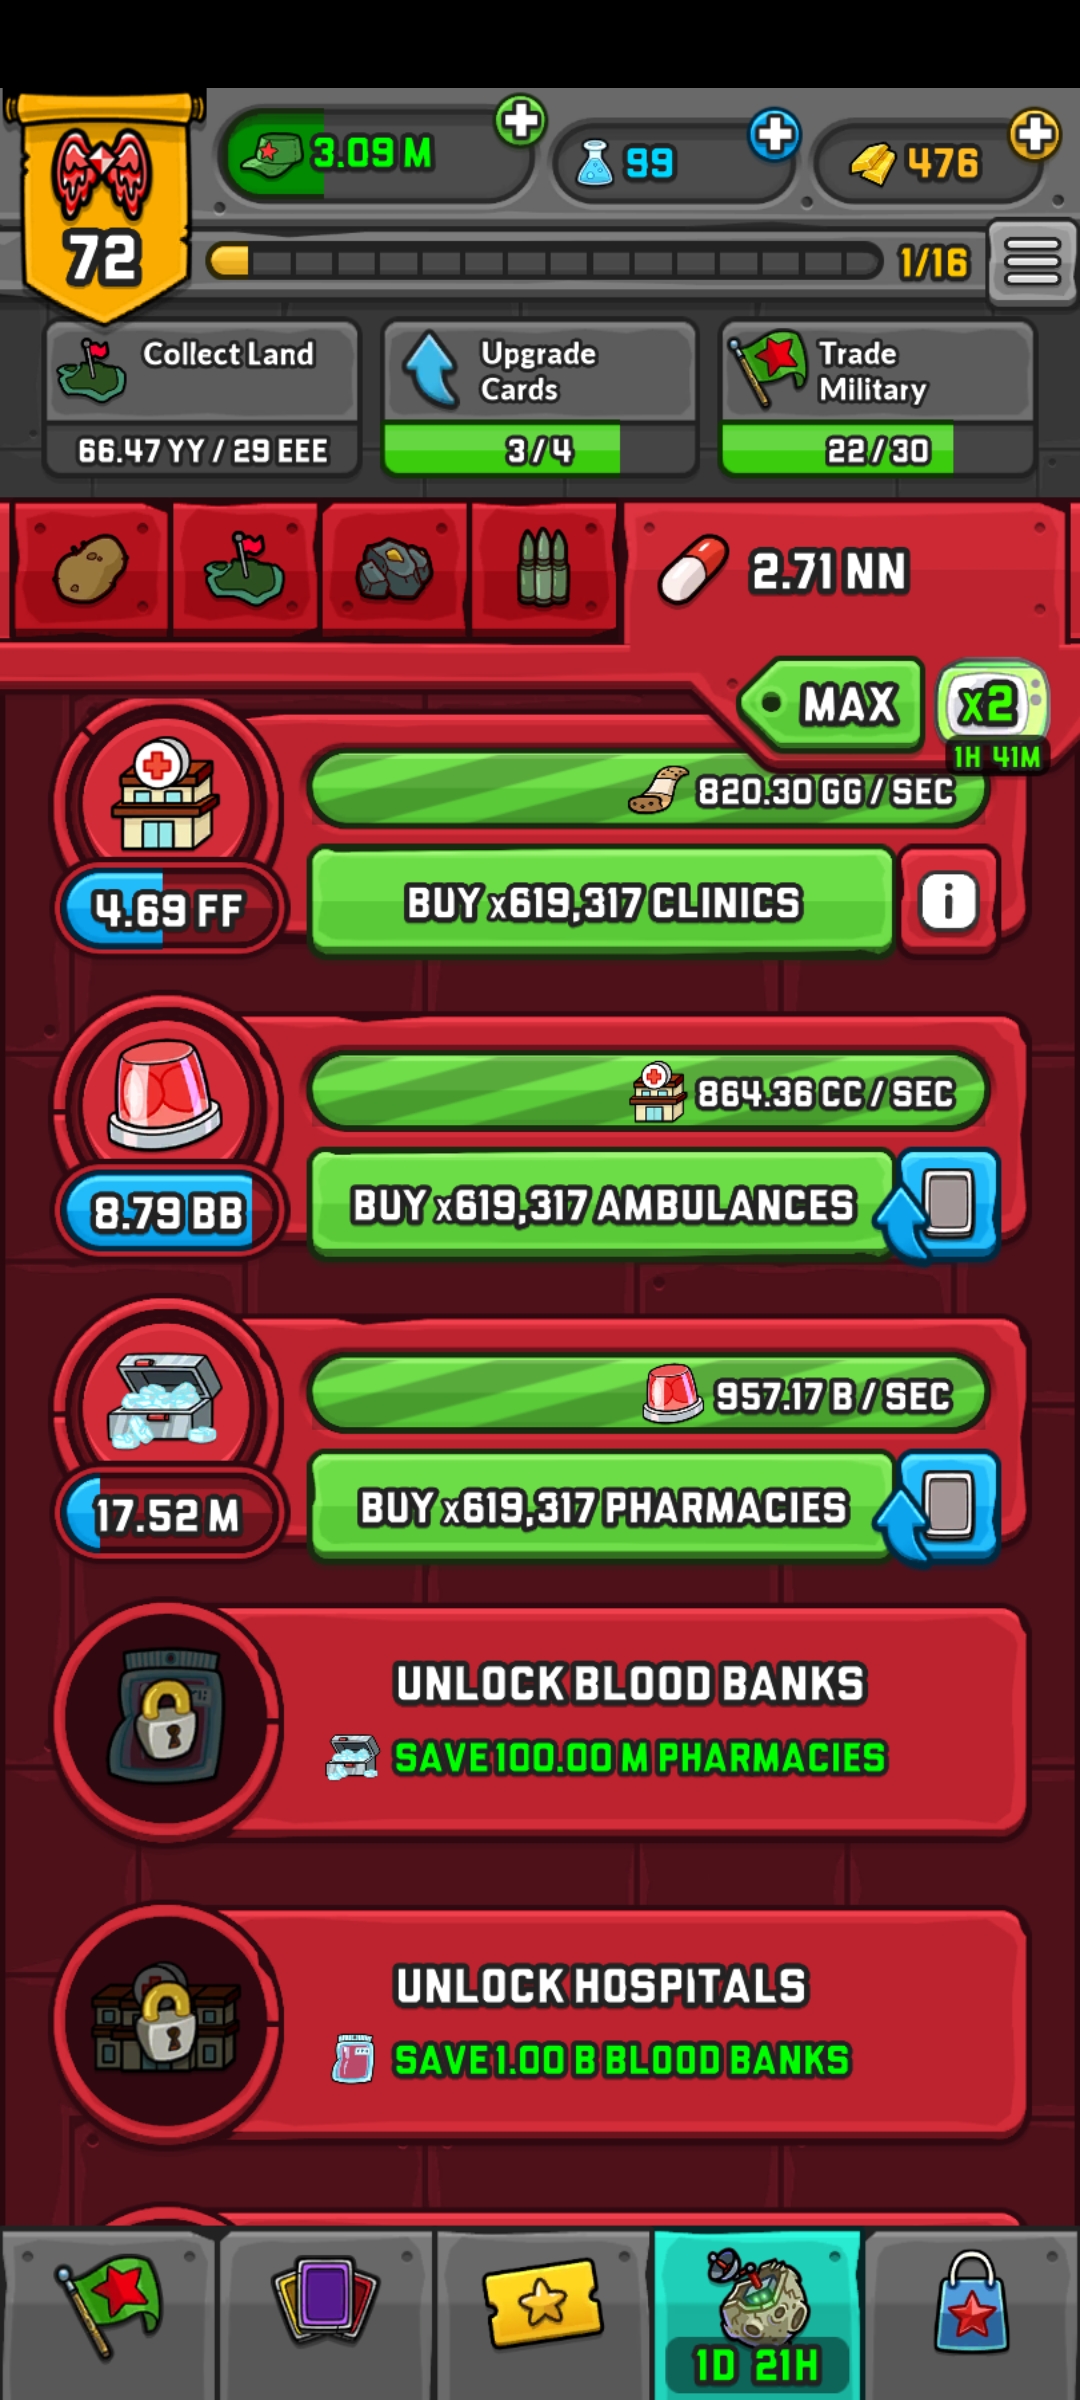 3.09 M
99
476
72
1/16
Collect Land
66.47 YY / 29 EEE
Upgrade
Cards
3/4
Trade
Military
22/30
2.71 NN
MAX
x2
1H 41M
820.30 GG / SEC
4.69 FF
BUY x619,317 CLINICS
i
864.36 CC / SEC
8.79 BB
BUY x619,317 AMBULANCES
957.17 B / SEC
17.52 M
BUY x619,317 PHARMACIES
UNLOCK BLOOD BANKS
SAVE 100.00 M PHARMACIES
UNLOCK HOSPITALS
SAVE 1.00 B BLOOD BANKS
1D 21H